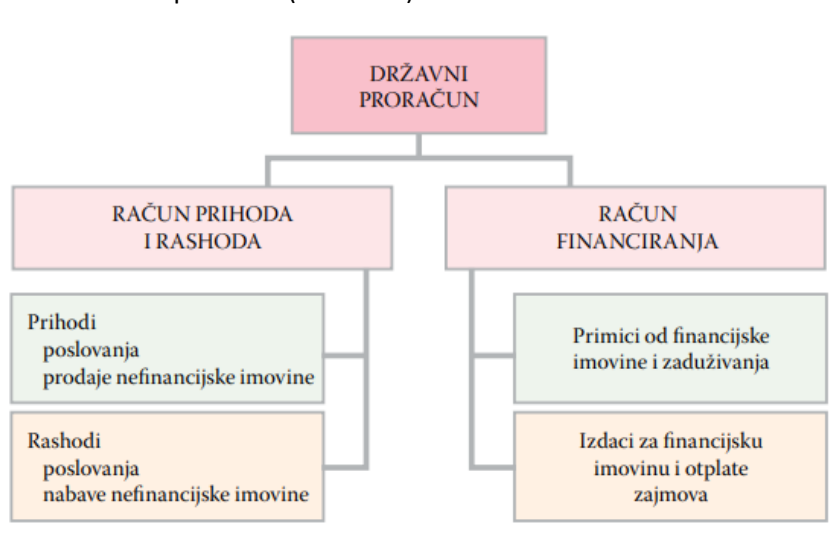 DRŽAVNI
PRORAČUN
RAČUN PRIHODA
I RASHODA
RAČUN
FINANCIRANJA
Prihodi
poslovanja
prodaje nefinancijske imovine
Primici od financijske
imovine i zaduživanja
Rashodi
poslovanja
nabave nefinancijske imovine
Izdaci za financijsku
imovinu i otplate
zajmova